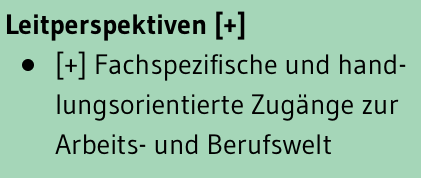 Leitperspektiven [+]
● [+] Fachspezifische und hand-
lungsorientierte Zugänge zur
Arbeits- und Berufswelt